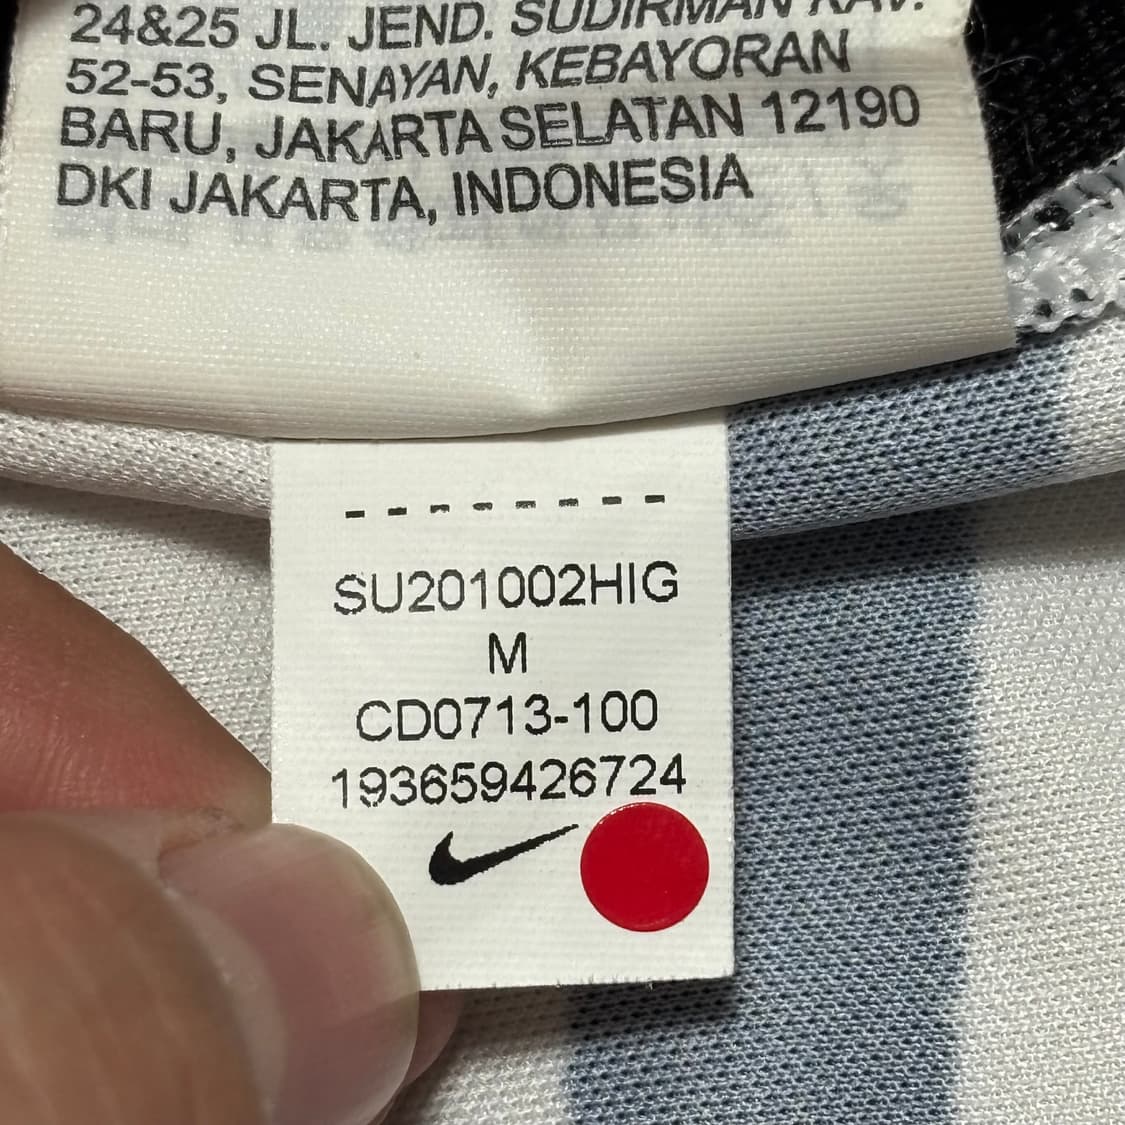 24&25 JL. JEND. SUDIRMAN KAV.
52-53, SENAYAN, KEBAYORAN
BARU, JAKARTA SELATAN 12190
DKI JAKARTA, INDONESIA
SU201002HIG
M
CD0713-100
193659426724